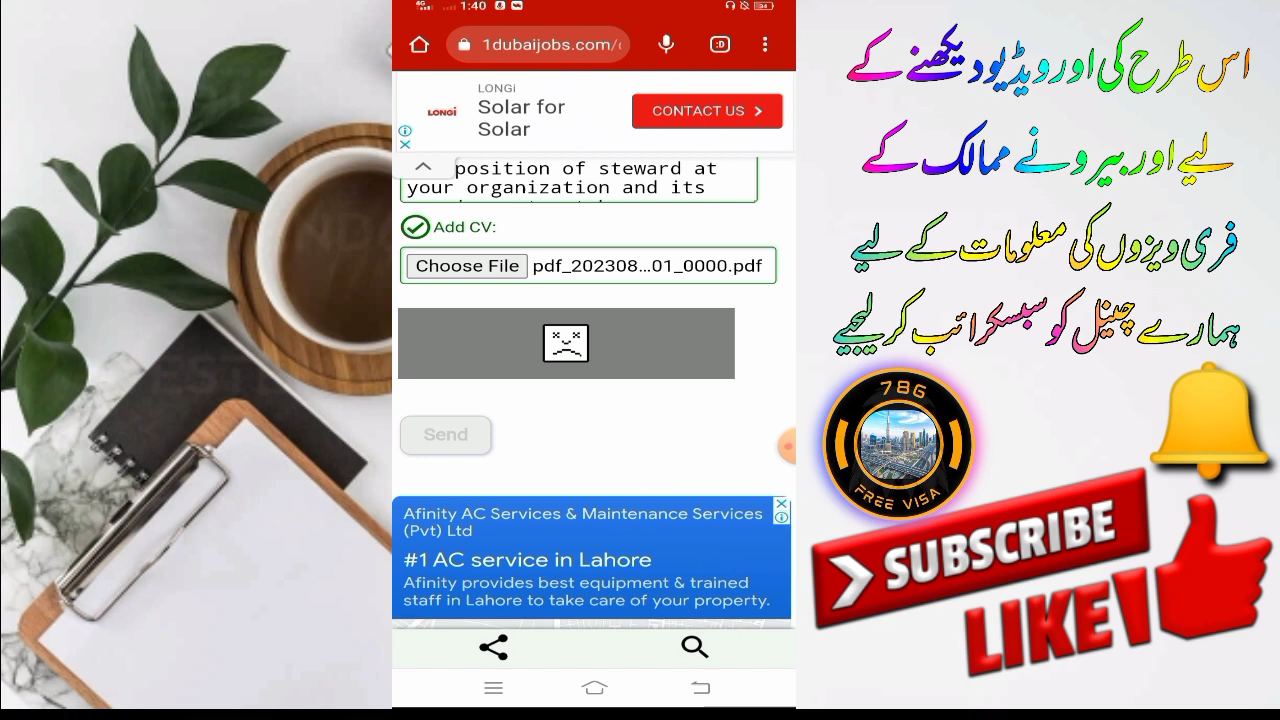 1:40
1dubaijobs.com/
:D
LONGi
LONGi
Solar for
Solar
CONTACT US >
position of steward at
your organization and its
Add CV:
Choose File pdf_202308...01_0000.pdf
Send
Afinity AC Services & Maintenance Services
(Pvt) Ltd
#1 AC service in Lahore
Afinity provides best equipment & trained
staff in Lahore to take care of your property.
اس طرح کی اور ویڈیو دیکھنے کے
لیے اور بیرونے ممالک کے
فری ویزوں کی معلومات کے لیے
ہمارے چینل کو سبسکرائب کر لیجیے
786
FREE VISA
SUBSCRIBE
LIKE